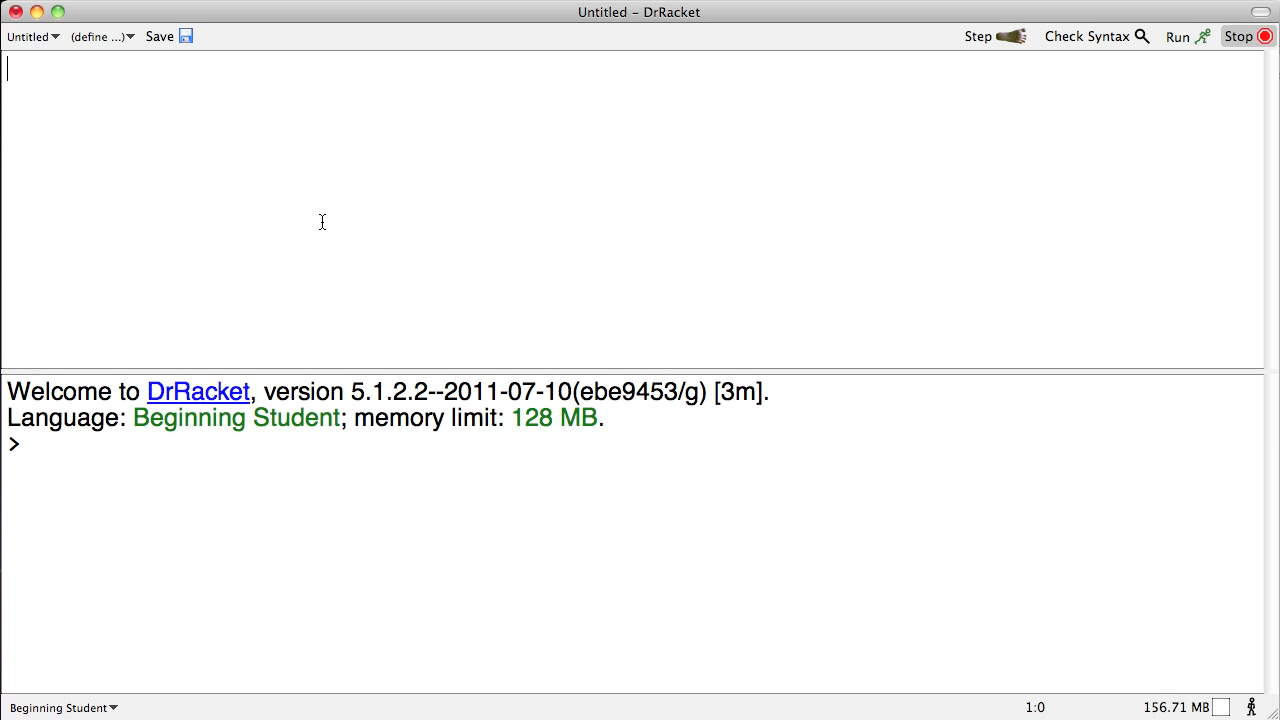 Untitled – DrRacket
Untitled (define ...) Save Step Check Syntax Run Stop
Welcome to DrRacket, version 5.1.2.2--2011-07-10(ebe9453/g) [3m].
Language: Beginning Student; memory limit: 128 MB.
>
Beginning Student 1:0 156.71 MB